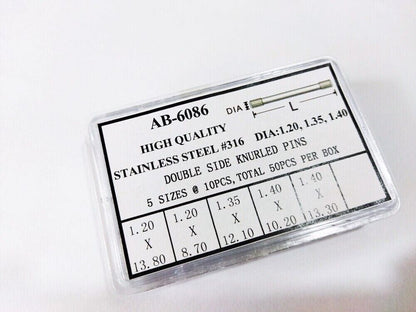 AB-6086
DIA
L
HIGH QUALITY
STAINLESS STEEL #316 DIA:1.20, 1.35, 1.40
DOUBLE SIDE KNURLED PINS
5 SIZES @ 10PCS, TOTAL 50PCS PER BOX
1.20 1.20 1.35 1.40 1.40
X X X X X
13.80 8.70 12.10 10.20 13.30